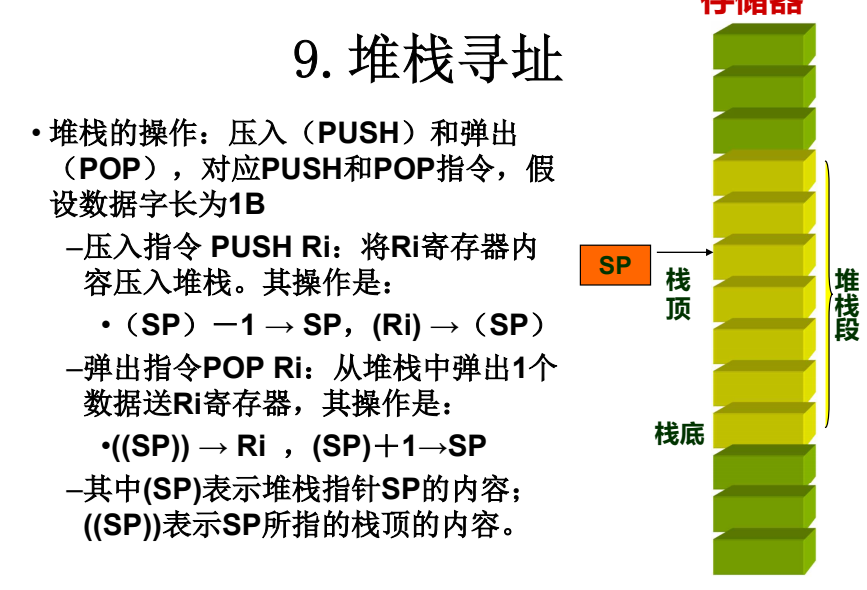 存储器
9. 堆栈寻址
• 堆栈的操作：压入（PUSH）和弹出
（POP），对应PUSH和POP指令，假
设数据字长为1B
–压入指令 PUSH Ri：将Ri寄存器内
容压入堆栈。其操作是：
•（SP）－1 → SP，(Ri) →（SP）
–弹出指令POP Ri：从堆栈中弹出1个
数据送Ri寄存器，其操作是：
•((SP)) → Ri ，(SP)＋1→SP
–其中(SP)表示堆栈指针SP的内容；
((SP))表示SP所指的栈顶的内容。
SP
栈
顶
堆
栈
段
栈底